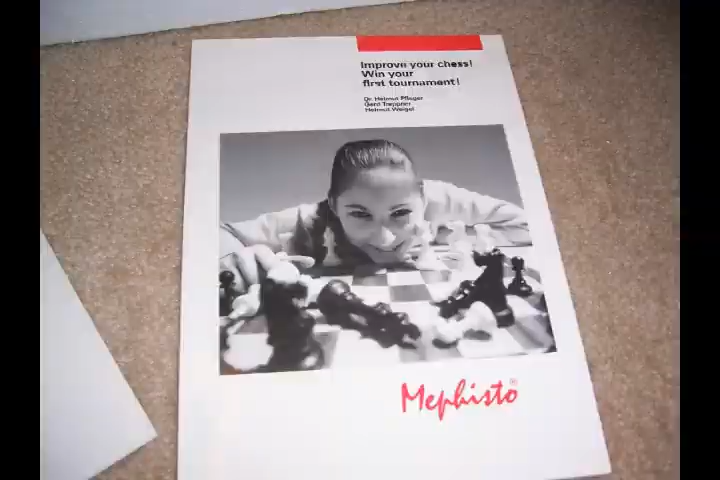 Improve your chess!
Win your
first tournament!
Dr. Helmut Pfleger
Gerd Treppner
Helmut Weigel
Mephisto®